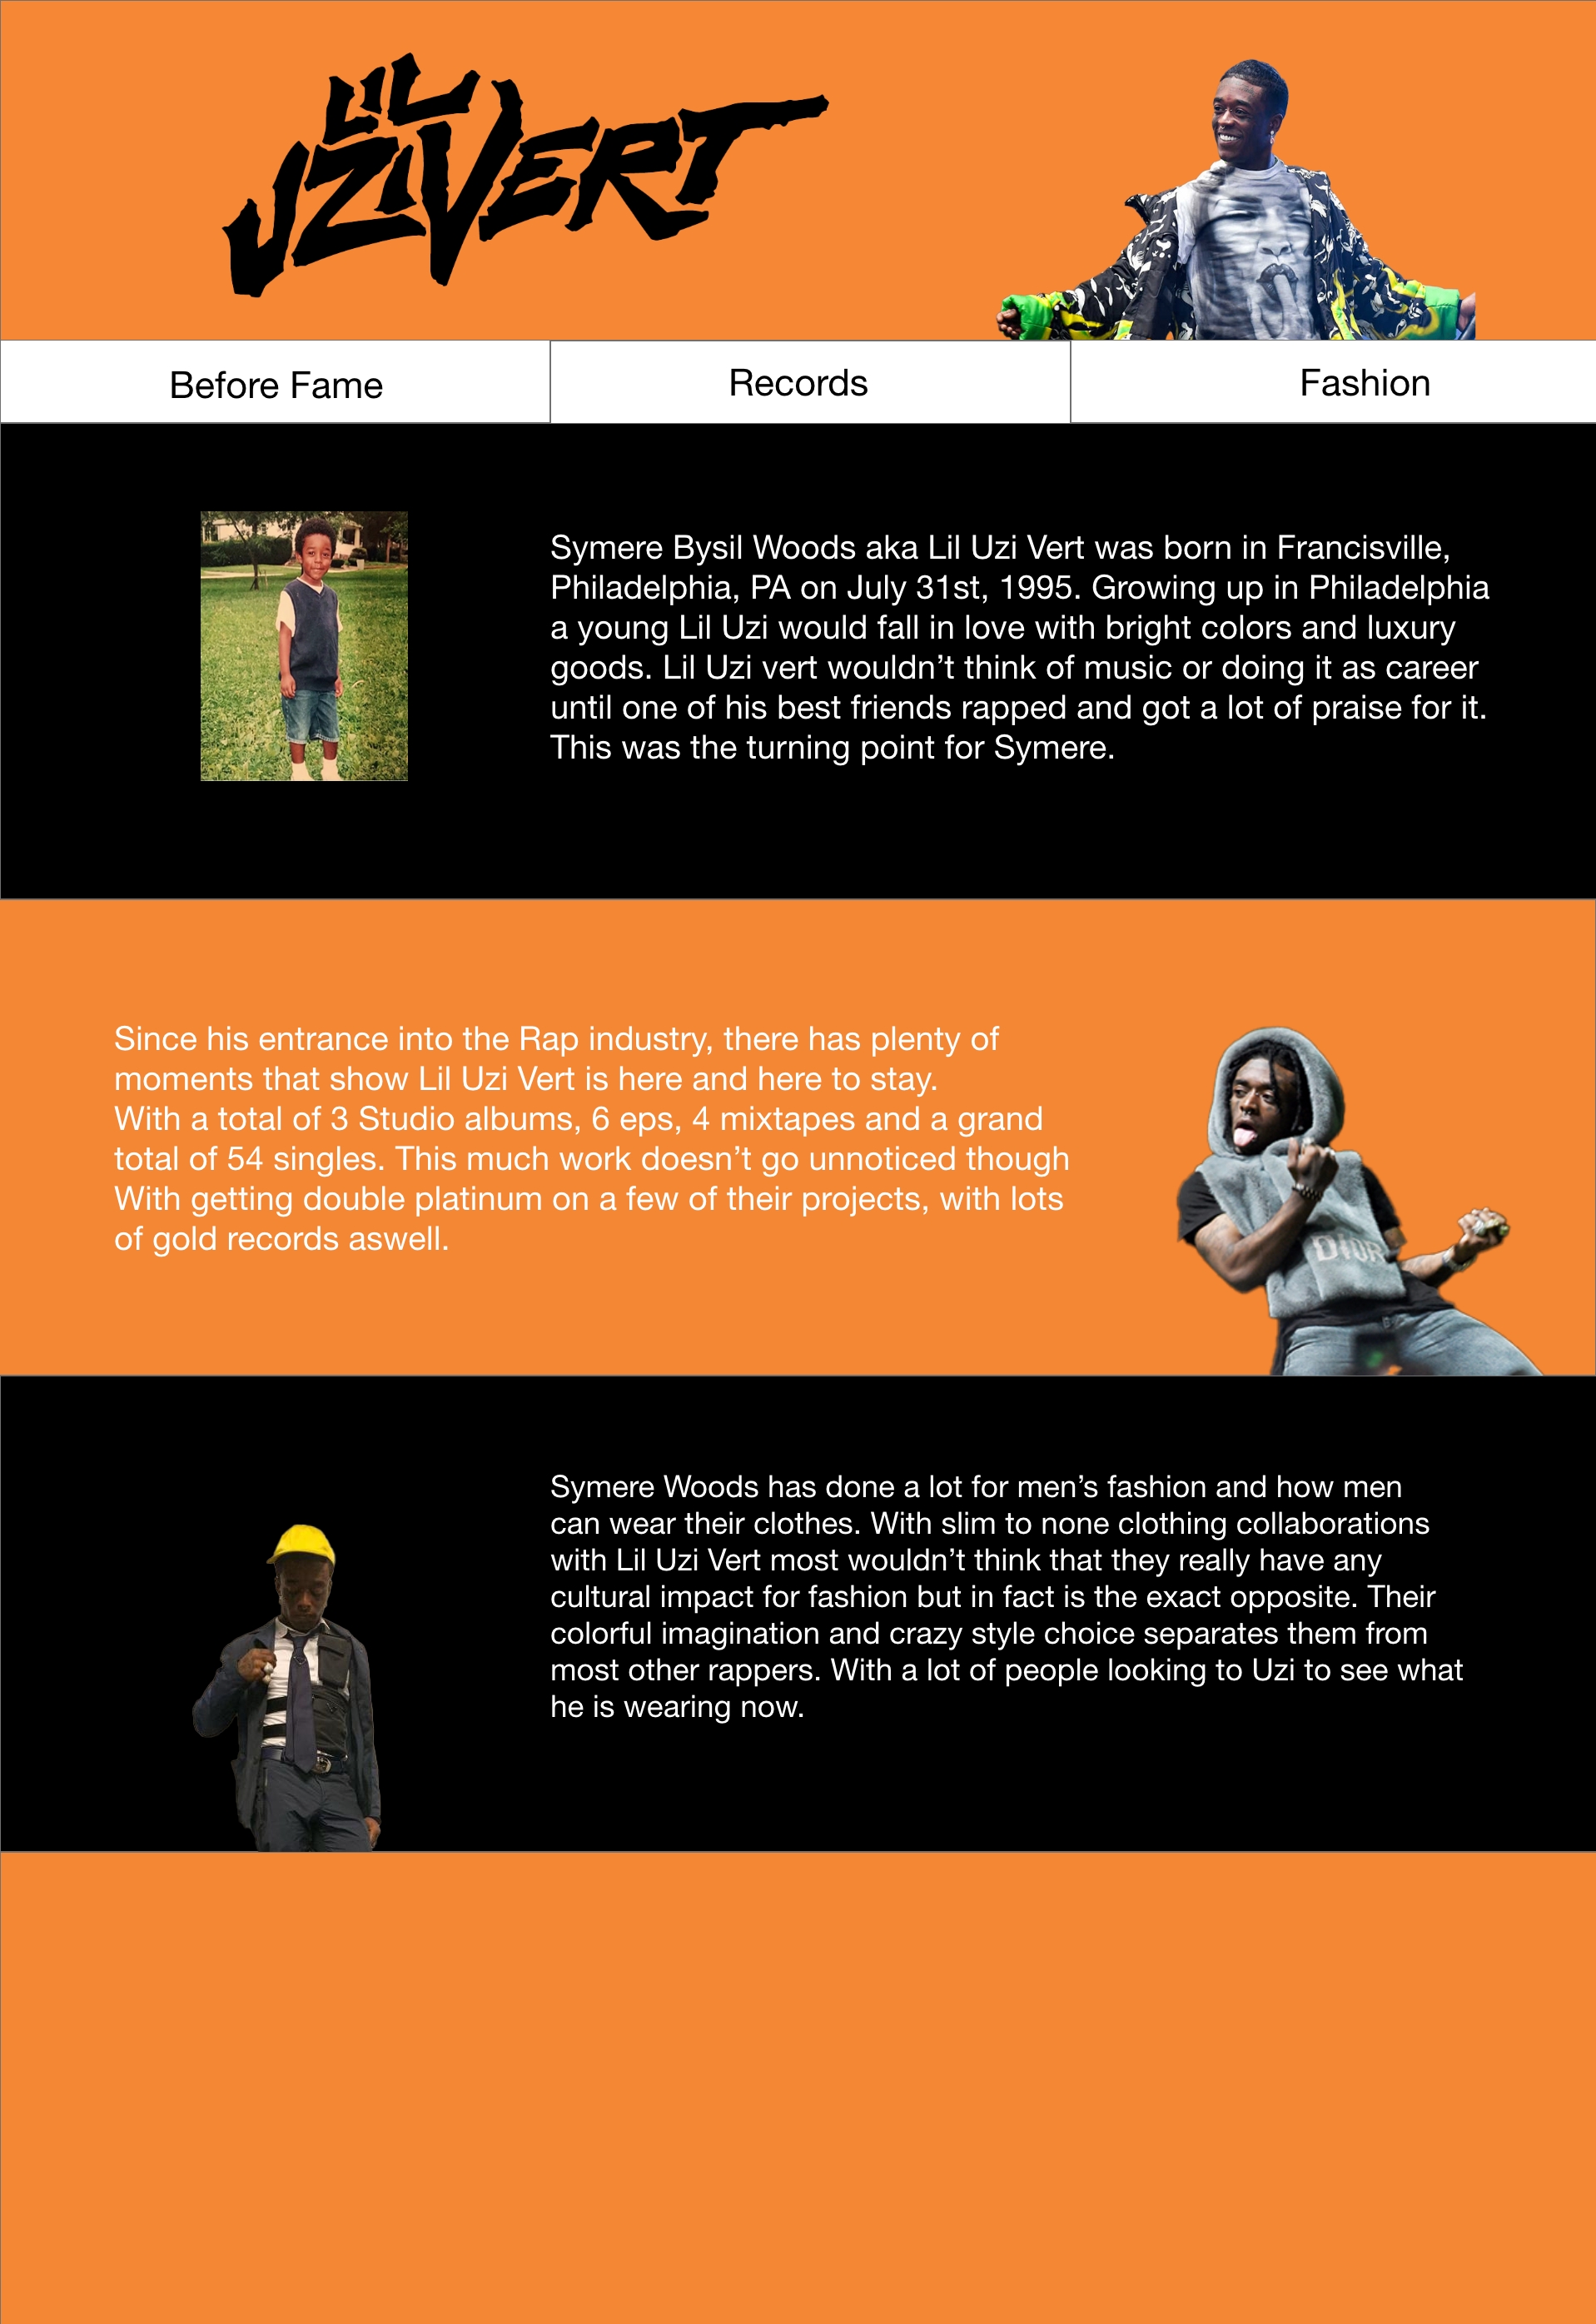 LIL
UZI VERT
Before Fame
Records
Fashion
Symere Bysil Woods aka Lil Uzi Vert was born in Francisville,
Philadelphia, PA on July 31st, 1995. Growing up in Philadelphia
a young Lil Uzi would fall in love with bright colors and luxury
goods. Lil Uzi vert wouldn’t think of music or doing it as career
until one of his best friends rapped and got a lot of praise for it.
This was the turning point for Symere.
Since his entrance into the Rap industry, there has plenty of
moments that show Lil Uzi Vert is here and here to stay.
With a total of 3 Studio albums, 6 eps, 4 mixtapes and a grand
total of 54 singles. This much work doesn’t go unnoticed though
With getting double platinum on a few of their projects, with lots
of gold records aswell.
DIOR
Symere Woods has done a lot for men’s fashion and how men
can wear their clothes. With slim to none clothing collaborations
with Lil Uzi Vert most wouldn’t think that they really have any
cultural impact for fashion but in fact is the exact opposite. Their
colorful imagination and crazy style choice separates them from
most other rappers. With a lot of people looking to Uzi to see what
he is wearing now.